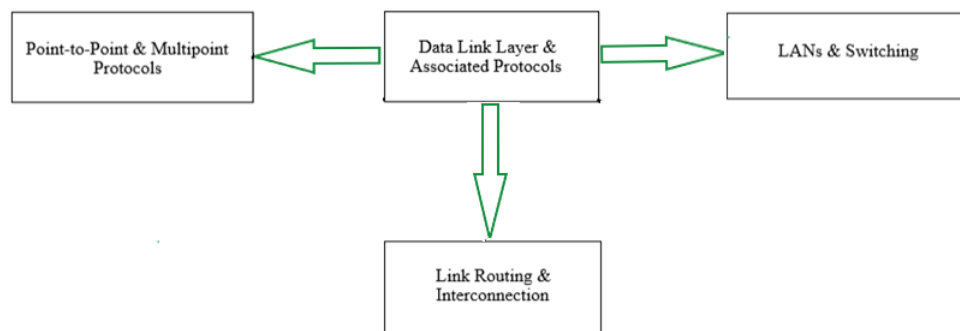 Point-to-Point & Multipoint
Protocols
Data Link Layer &
Associated Protocols
LANs & Switching
Link Routing &
Interconnection